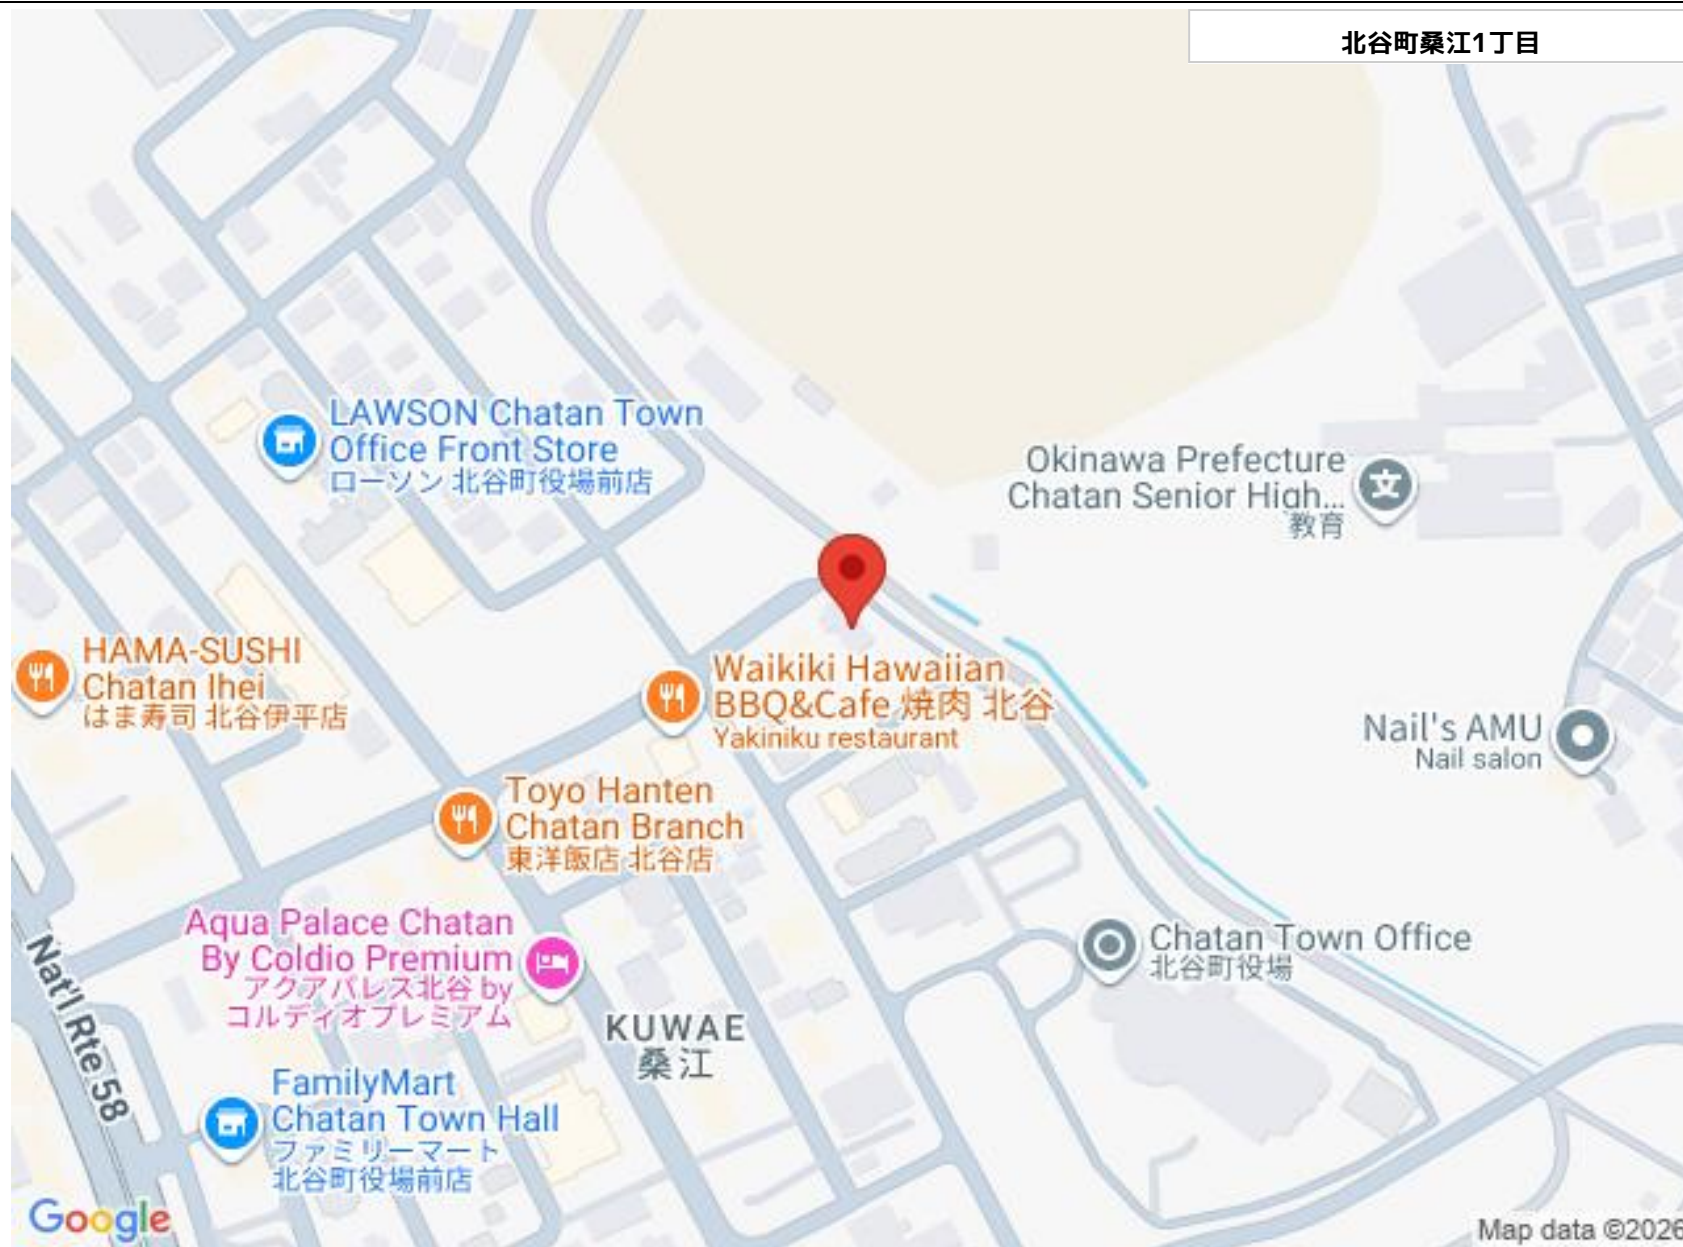 北谷町桑江1丁目
LAWSON Chatan Town
Office Front Store
ローソン 北谷町役場前店
Okinawa Prefecture
Chatan Senior High...
教育
文
HAMA-SUSHI
Chatan Ihei
はま寿司 北谷伊平店
Waikiki Hawaiian
BBQ&Cafe 焼肉 北谷
Yakiniku restaurant
Nail's AMU
Nail salon
Toyo Hanten
Chatan Branch
東洋飯店 北谷店
Aqua Palace Chatan
By Coldio Premium
アクアパレス北谷 by
コルディオプレミアム
Chatan Town Office
北谷町役場
Nat'l Rte 58
KUWAE
桑江
FamilyMart
Chatan Town Hall
ファミリーマート
北谷町役場前店
Google
Map data ©2026